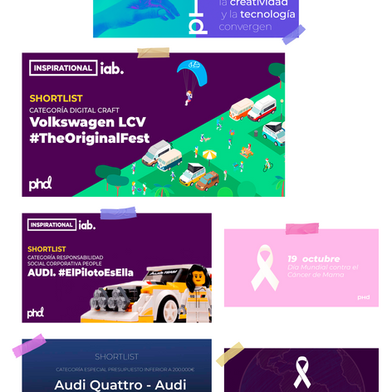 phd
la creatividad
y la tecnología
convergen
INSPIRATIONAL iab.
SHORTLIST
CATEGORÍA DIGITAL CRAFT
Volkswagen LCV
#TheOriginalFest
phd
INSPIRATIONAL iab.
SHORTLIST
CATEGORÍA RESPONSABILIDAD
SOCIAL CORPORATIVA PEOPLE
AUDI. #ElPilotoEsElla
phd
19 octubre
Día Mundial contra el
Cáncer de Mama
phd
SHORTLIST
CATEGORÍA ESPECIAL PRESUPUESTO INFERIOR A 200.000€
Audi Quattro - Audi